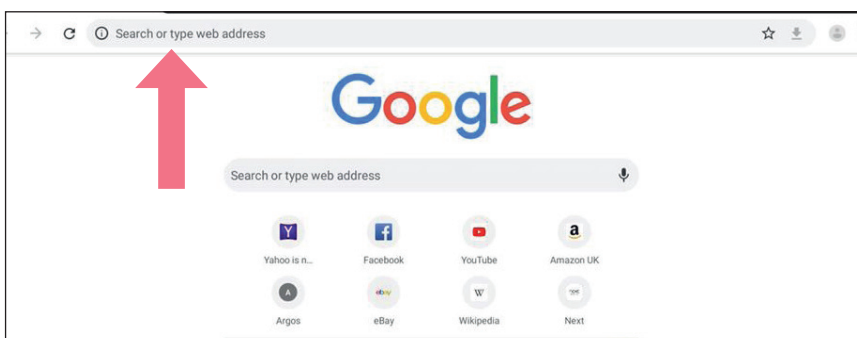 Search or type web address
Google
Search or type web address
Y
f
a
Yahoo is n...
Facebook
YouTube
Amazon UK
A
ebay
W
Argos
eBay
Wikipedia
Next